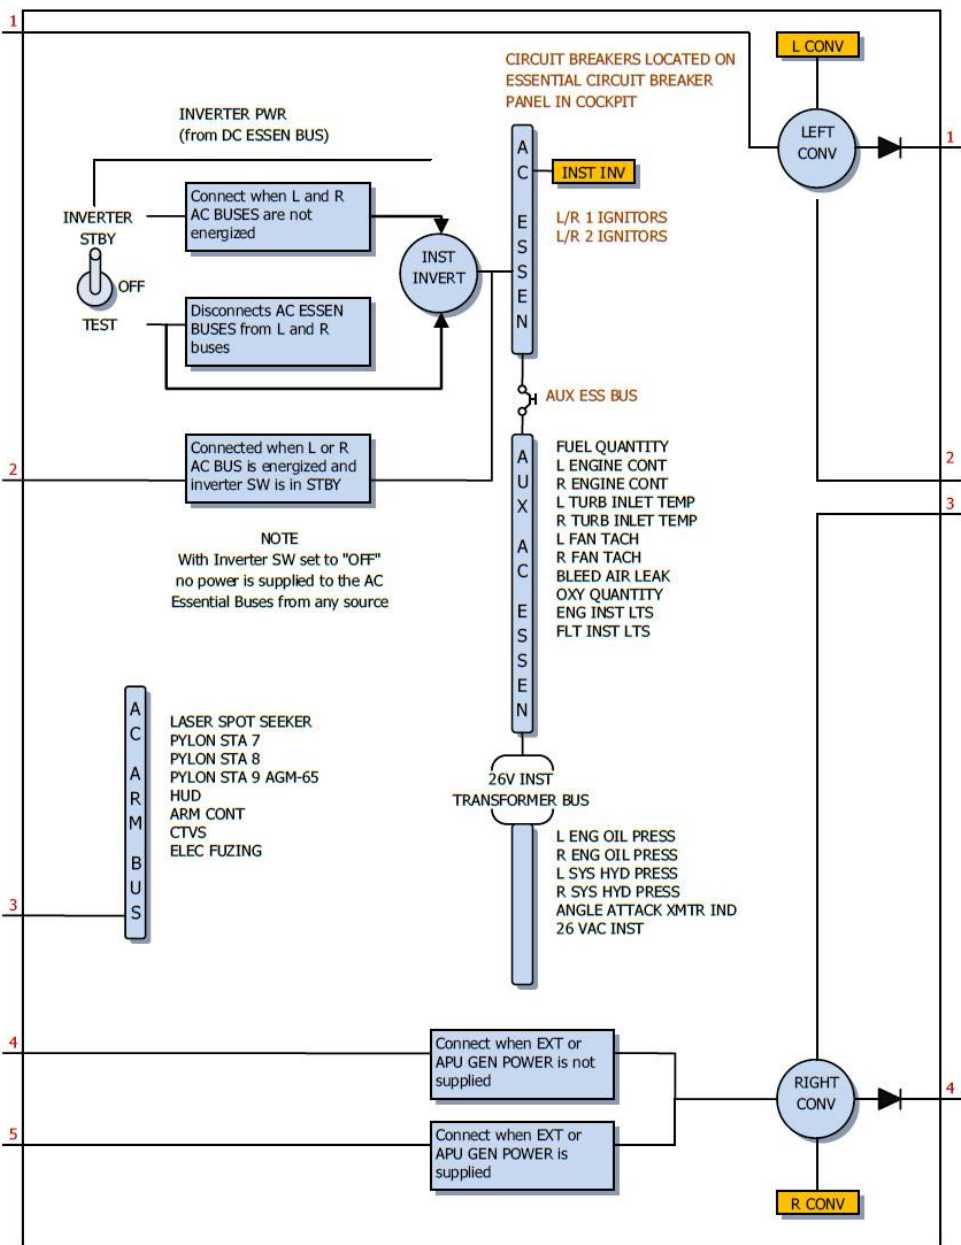 1
L CONV
CIRCUIT BREAKERS LOCATED ON
ESSENTIAL CIRCUIT BREAKER
PANEL IN COCKPIT
INVERTER PWR
(from DC ESSEN BUS)
LEFT
CONV
1
AC ESSEN
INST INV
Connect when L and R
AC BUSES are not
energized
L/R 1 IGNITORS
L/R 2 IGNITORS
INVERTER
STBY
OFF
TEST
INST
INVERT
Disconnects AC ESSEN
BUSES from L and R
buses
AUX ESS BUS
2
Connected when L or R
AC BUS is energized and
inverter SW is in STBY
AUX AC ESSEN
FUEL QUANTITY
L ENGINE CONT
R ENGINE CONT
L TURB INLET TEMP
R TURB INLET TEMP
L FAN TACH
R FAN TACH
BLEED AIR LEAK
OXY QUANTITY
ENG INST LTS
FLT INST LTS
2
3
NOTE
With Inverter SW set to "OFF"
no power is supplied to the AC
Essential Buses from any source
AC ARM BUS
LASER SPOT SEEKER
PYLON STA 7
PYLON STA 8
PYLON STA 9 AGM-65
HUD
ARM CONT
CTVS
ELEC FUZING
26V INST
TRANSFORMER BUS
L ENG OIL PRESS
R ENG OIL PRESS
L SYS HYD PRESS
R SYS HYD PRESS
ANGLE ATTACK XMTR IND
26 VAC INST
3
4
Connect when EXT or
APU GEN POWER is not
supplied
RIGHT
CONV
4
5
Connect when EXT or
APU GEN POWER is
supplied
R CONV